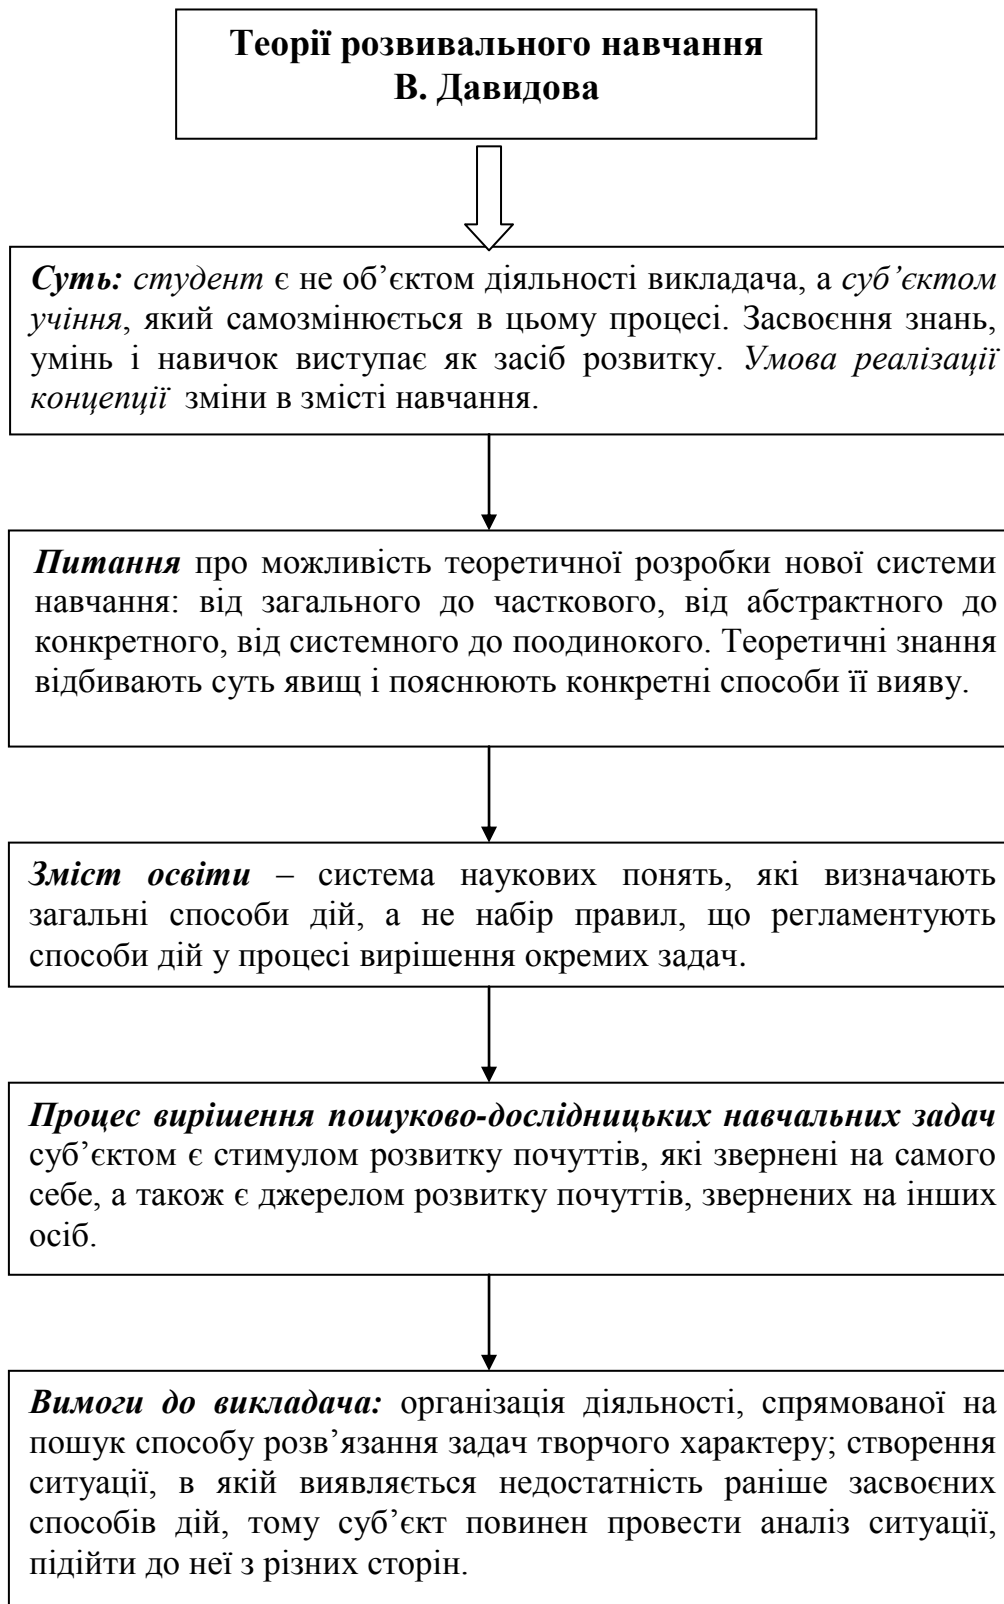 Теорії розвивального навчання
В. Давидова
Суть: студент є не об’єктом діяльності викладача, а суб’єктом
учіння, який самозмінюється в цьому процесі. Засвоєння знань,
умінь і навичок виступає як засіб розвитку. Умова реалізації
концепції зміни в змісті навчання.
Питання про можливість теоретичної розробки нової системи
навчання: від загального до часткового, від абстрактного до
конкретного, від системного до поодинокого. Теоретичні знання
відбивають суть явищ і пояснюють конкретні способи її вияву.
Зміст освіти – система наукових понять, які визначають
загальні способи дій, а не набір правил, що регламентують
способи дій у процесі вирішення окремих задач.
Процес вирішення пошуково-дослідницьких навчальних задач
суб’єктом є стимулом розвитку почуттів, які звернені на самого
себе, а також є джерелом розвитку почуттів, звернених на інших
осіб.
Вимоги до викладача: організація діяльності, спрямованої на
пошук способу розв’язання задач творчого характеру; створення
ситуації, в якій виявляється недостатність раніше засвоєних
способів дій, тому суб’єкт повинен провести аналіз ситуації,
підійти до неї з різних сторін.